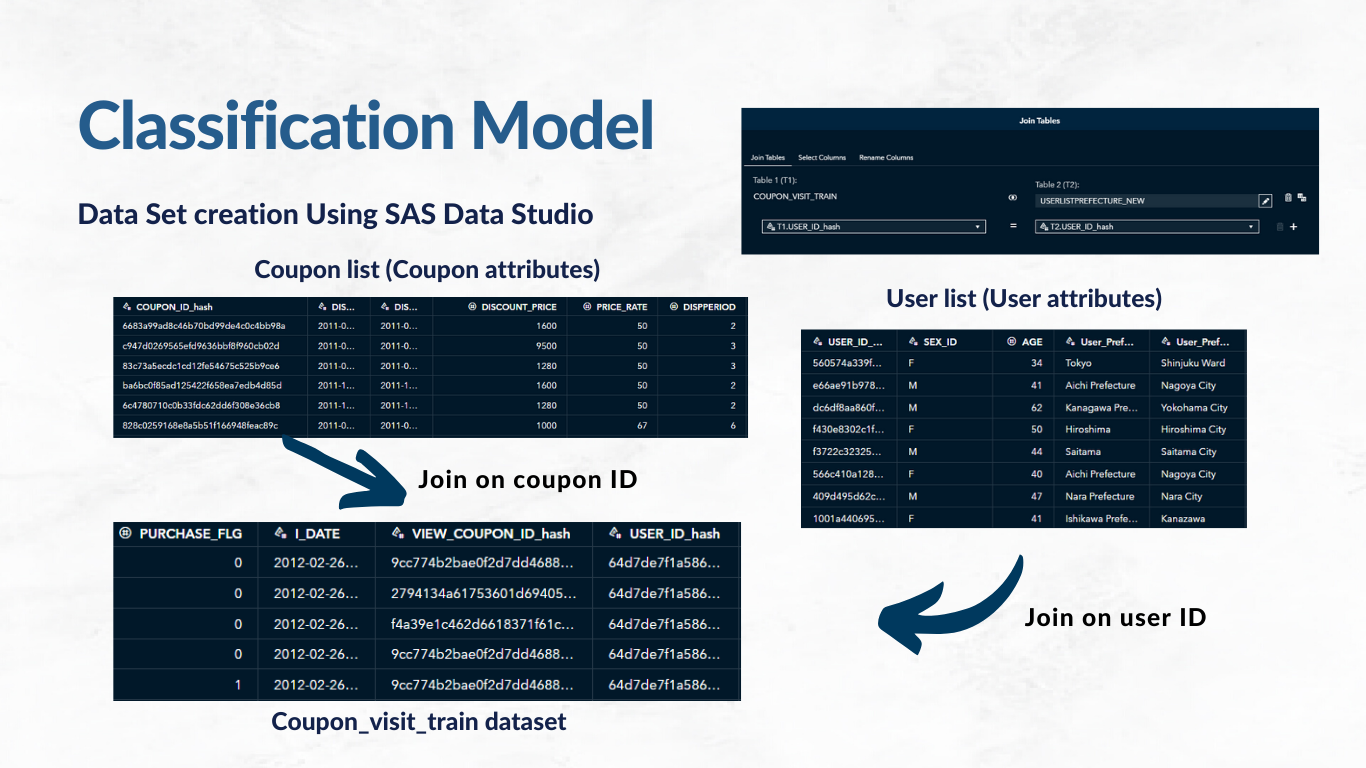 Classification Model
Data Set creation Using SAS Data Studio
Join Tables
Join Tables Select Columns Rename Columns
Table 1 (T1):
COUPON_VISIT_TRAIN
Table 2 (T2):
USERLISTPREFECTURE_NEW
T1.USER_ID_hash = T2.USER_ID_hash
Coupon list (Coupon attributes)
COUPON_ID_hash DIS... DIS... DISCOUNT_PRICE PRICE_RATE DISPPERIOD
6683a99ad8c46b70bd99de4c0c4bb98a 2011-0... 2011-0... 1600 50 2
c947d0269565efd9636bbf8f960cb02d 2011-0... 2011-0... 9500 50 3
83c73a5ecdc1cd12fe54675c525b9ce6 2011-0... 2011-0... 1280 50 3
ba6bc0f85ad125422f658ea7edb4d85d 2011-1... 2011-1... 1600 50 2
6c4780710c0b33fdc62dd6f308e36cb8 2011-1... 2011-1... 1280 50 2
828c0259168e8a5b51f166948feac89c 2011-0... 2011-0... 1000 67 6
Join on coupon ID
PURCHASE_FLG I_DATE VIEW_COUPON_ID_hash USER_ID_hash
0 2012-02-26... 9cc774b2bae0f2d7dd4688... 64d7de7f1a586...
0 2012-02-26... 2794134a61753601d69405... 64d7de7f1a586...
0 2012-02-26... f4a39e1c462d6618371f61c... 64d7de7f1a586...
0 2012-02-26... 9cc774b2bae0f2d7dd4688... 64d7de7f1a586...
1 2012-02-26... 9cc774b2bae0f2d7dd4688... 64d7de7f1a586...
Coupon_visit_train dataset
User list (User attributes)
USER_ID_... SEX_ID AGE User_Pref... User_Pref...
560574a339f... F 34 Tokyo Shinjuku Ward
e66ae91b978... M 41 Aichi Prefecture Nagoya City
dc6df8aa860f... M 62 Kanagawa Pre... Yokohama City
f430e8302c1f... F 50 Hiroshima Hiroshima City
f3722c32325... M 44 Saitama Saitama City
566c410a128... F 40 Aichi Prefecture Nagoya City
409d495d62c... M 47 Nara Prefecture Nara City
1001a440695... F 41 Ishikawa Prefe... Kanazawa
Join on user ID